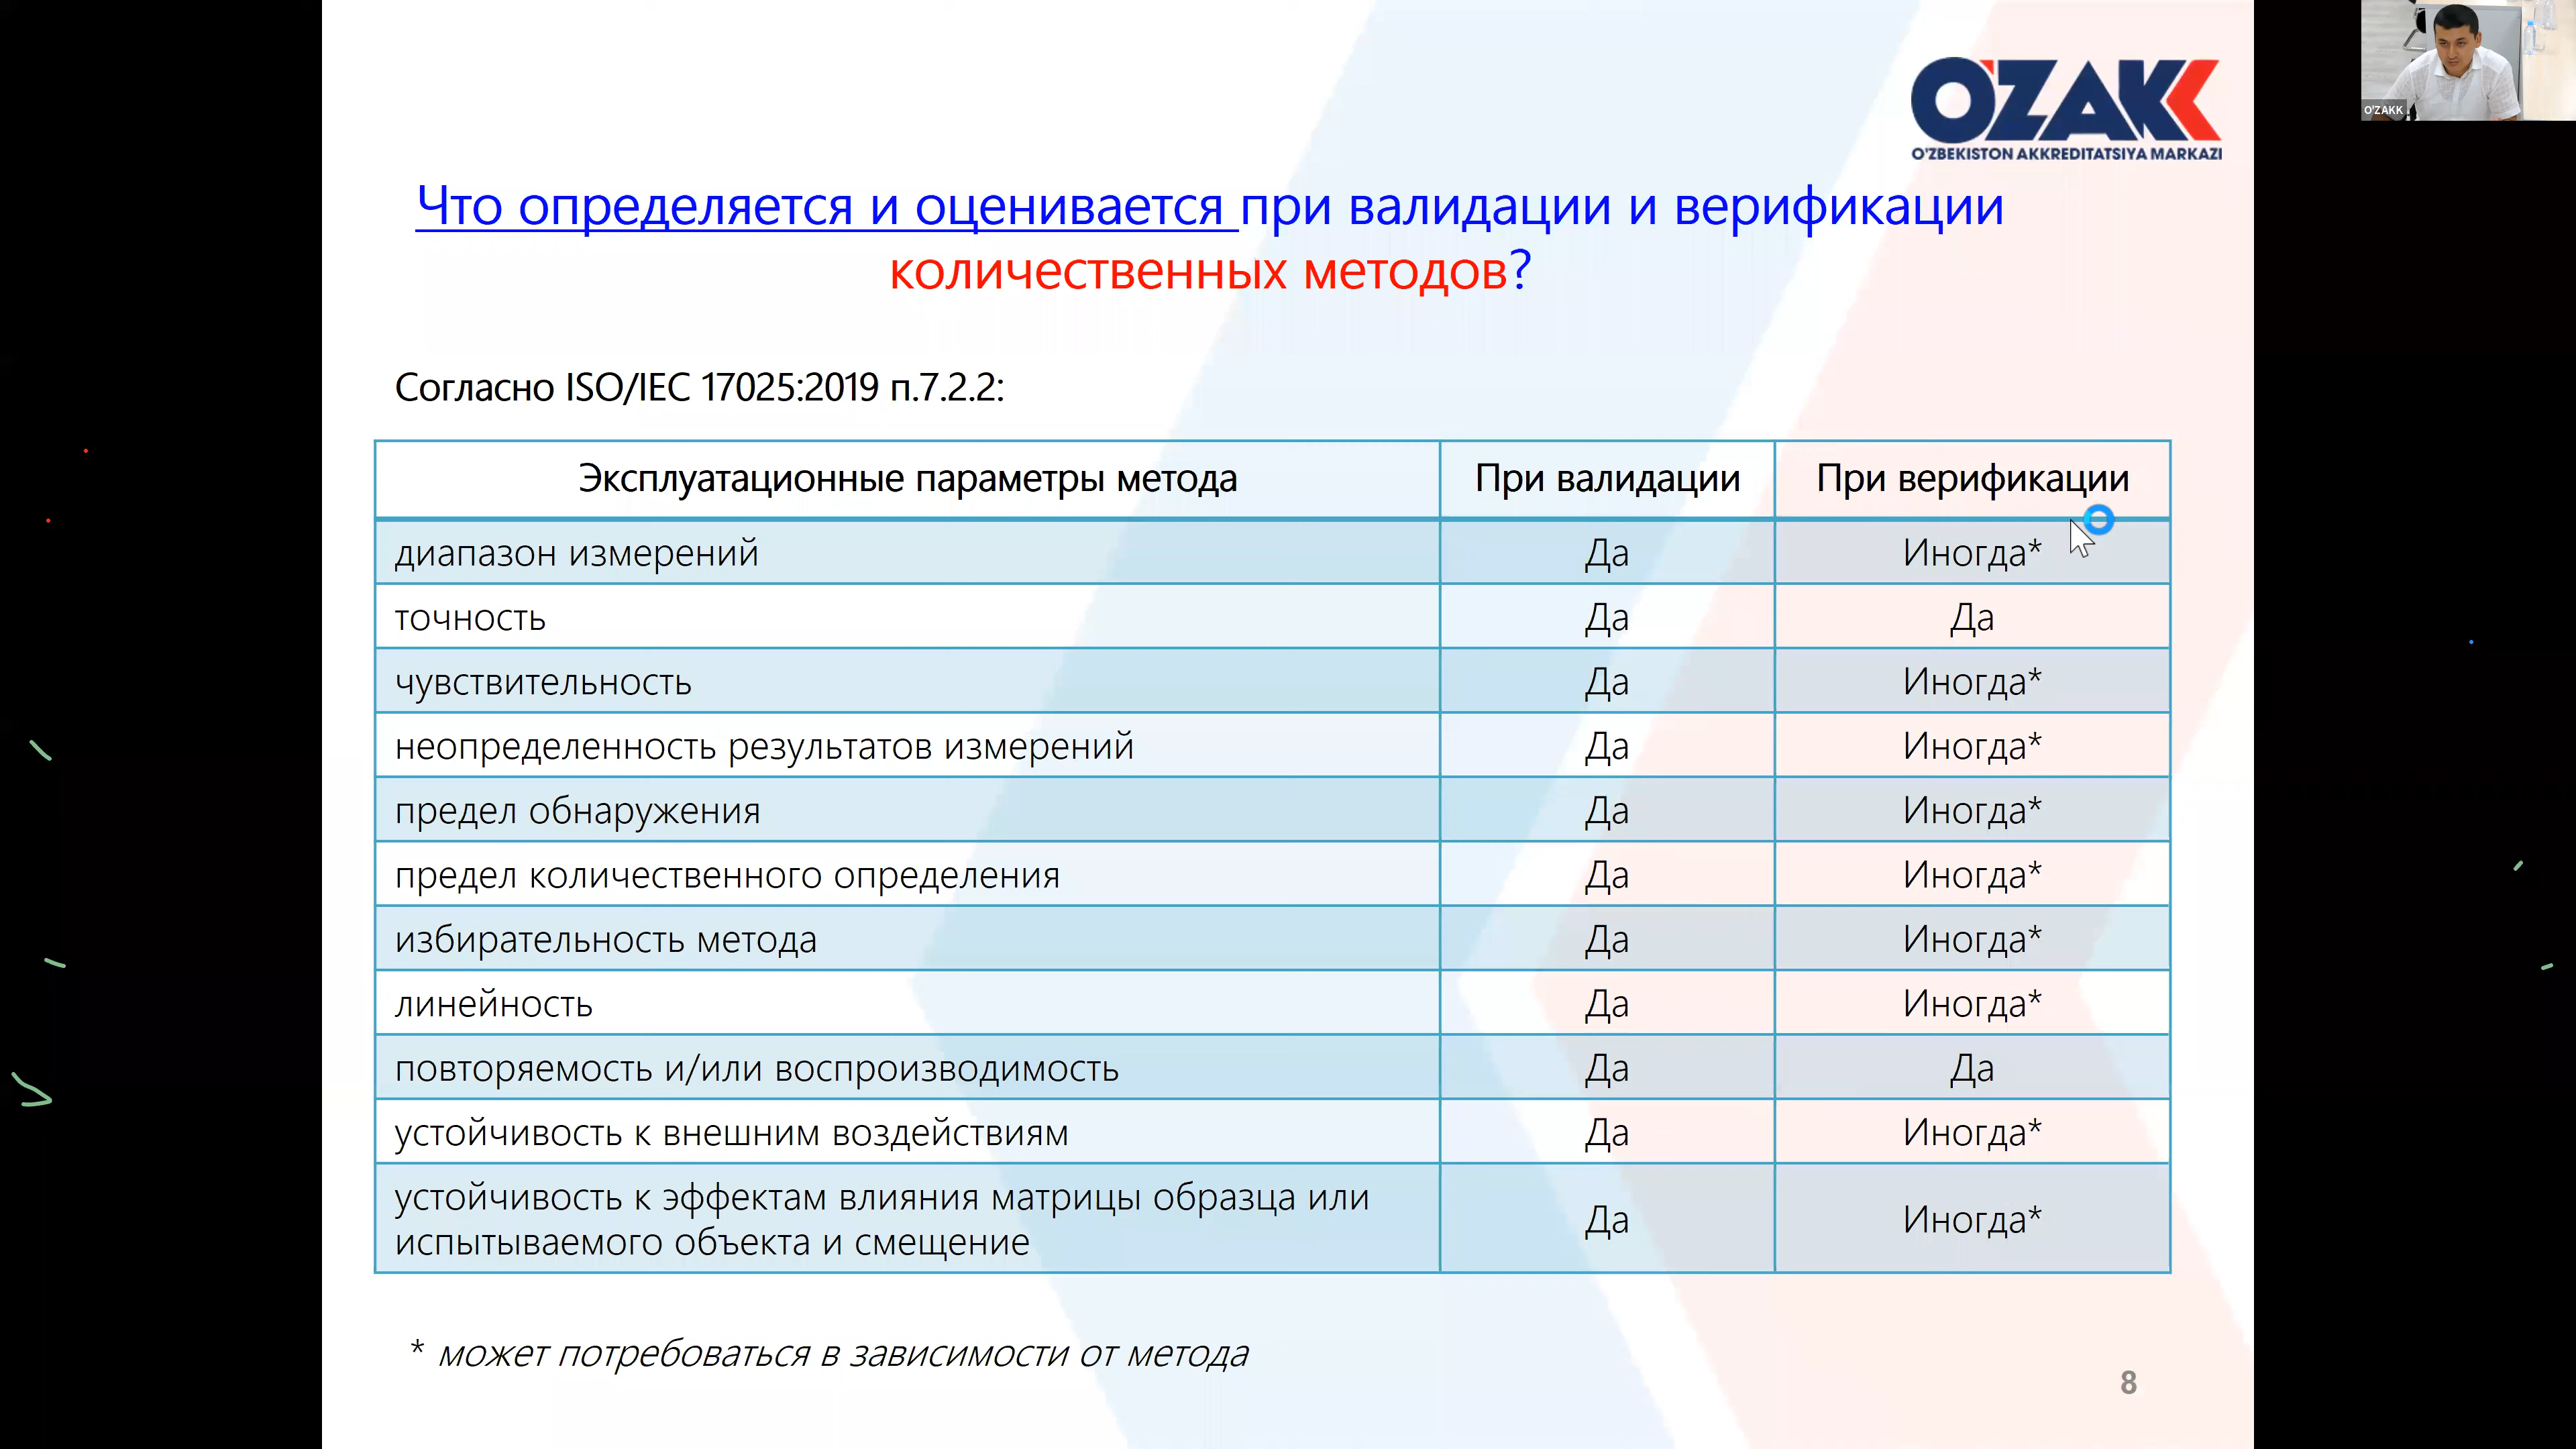 O'ZAKK
O'ZBEKISTON AKKREDITATSIYA MARKAZI
O'ZAKK
Что определяется и оценивается при валидации и верификации
количественных методов?
Согласно ISO/IEC 17025:2019 п.7.2.2:
Эксплуатационные параметры метода При валидации При верификации
диапазон измерений Да Иногда*
точность Да Да
чувствительность Да Иногда*
неопределенность результатов измерений Да Иногда*
предел обнаружения Да Иногда*
предел количественного определения Да Иногда*
избирательность метода Да Иногда*
линейность Да Иногда*
повторяемость и/или воспроизводимость Да Да
устойчивость к внешним воздействиям Да Иногда*
устойчивость к эффектам влияния матрицы образца или
испытываемого объекта и смещение Да Иногда*
* может потребоваться в зависимости от метода
8